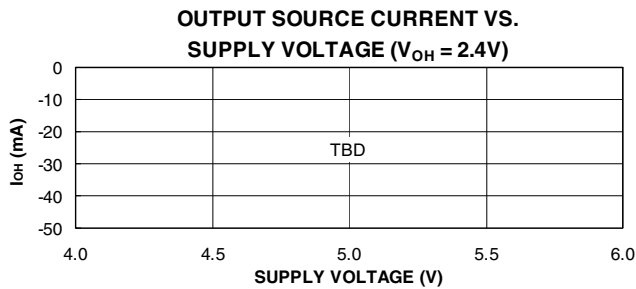 OUTPUT SOURCE CURRENT VS.
SUPPLY VOLTAGE (VOH = 2.4V)
0
-10
-20
-30
-40
-50
IOH (mA)
TBD
4.0 4.5 5.0 5.5 6.0
SUPPLY VOLTAGE (V)